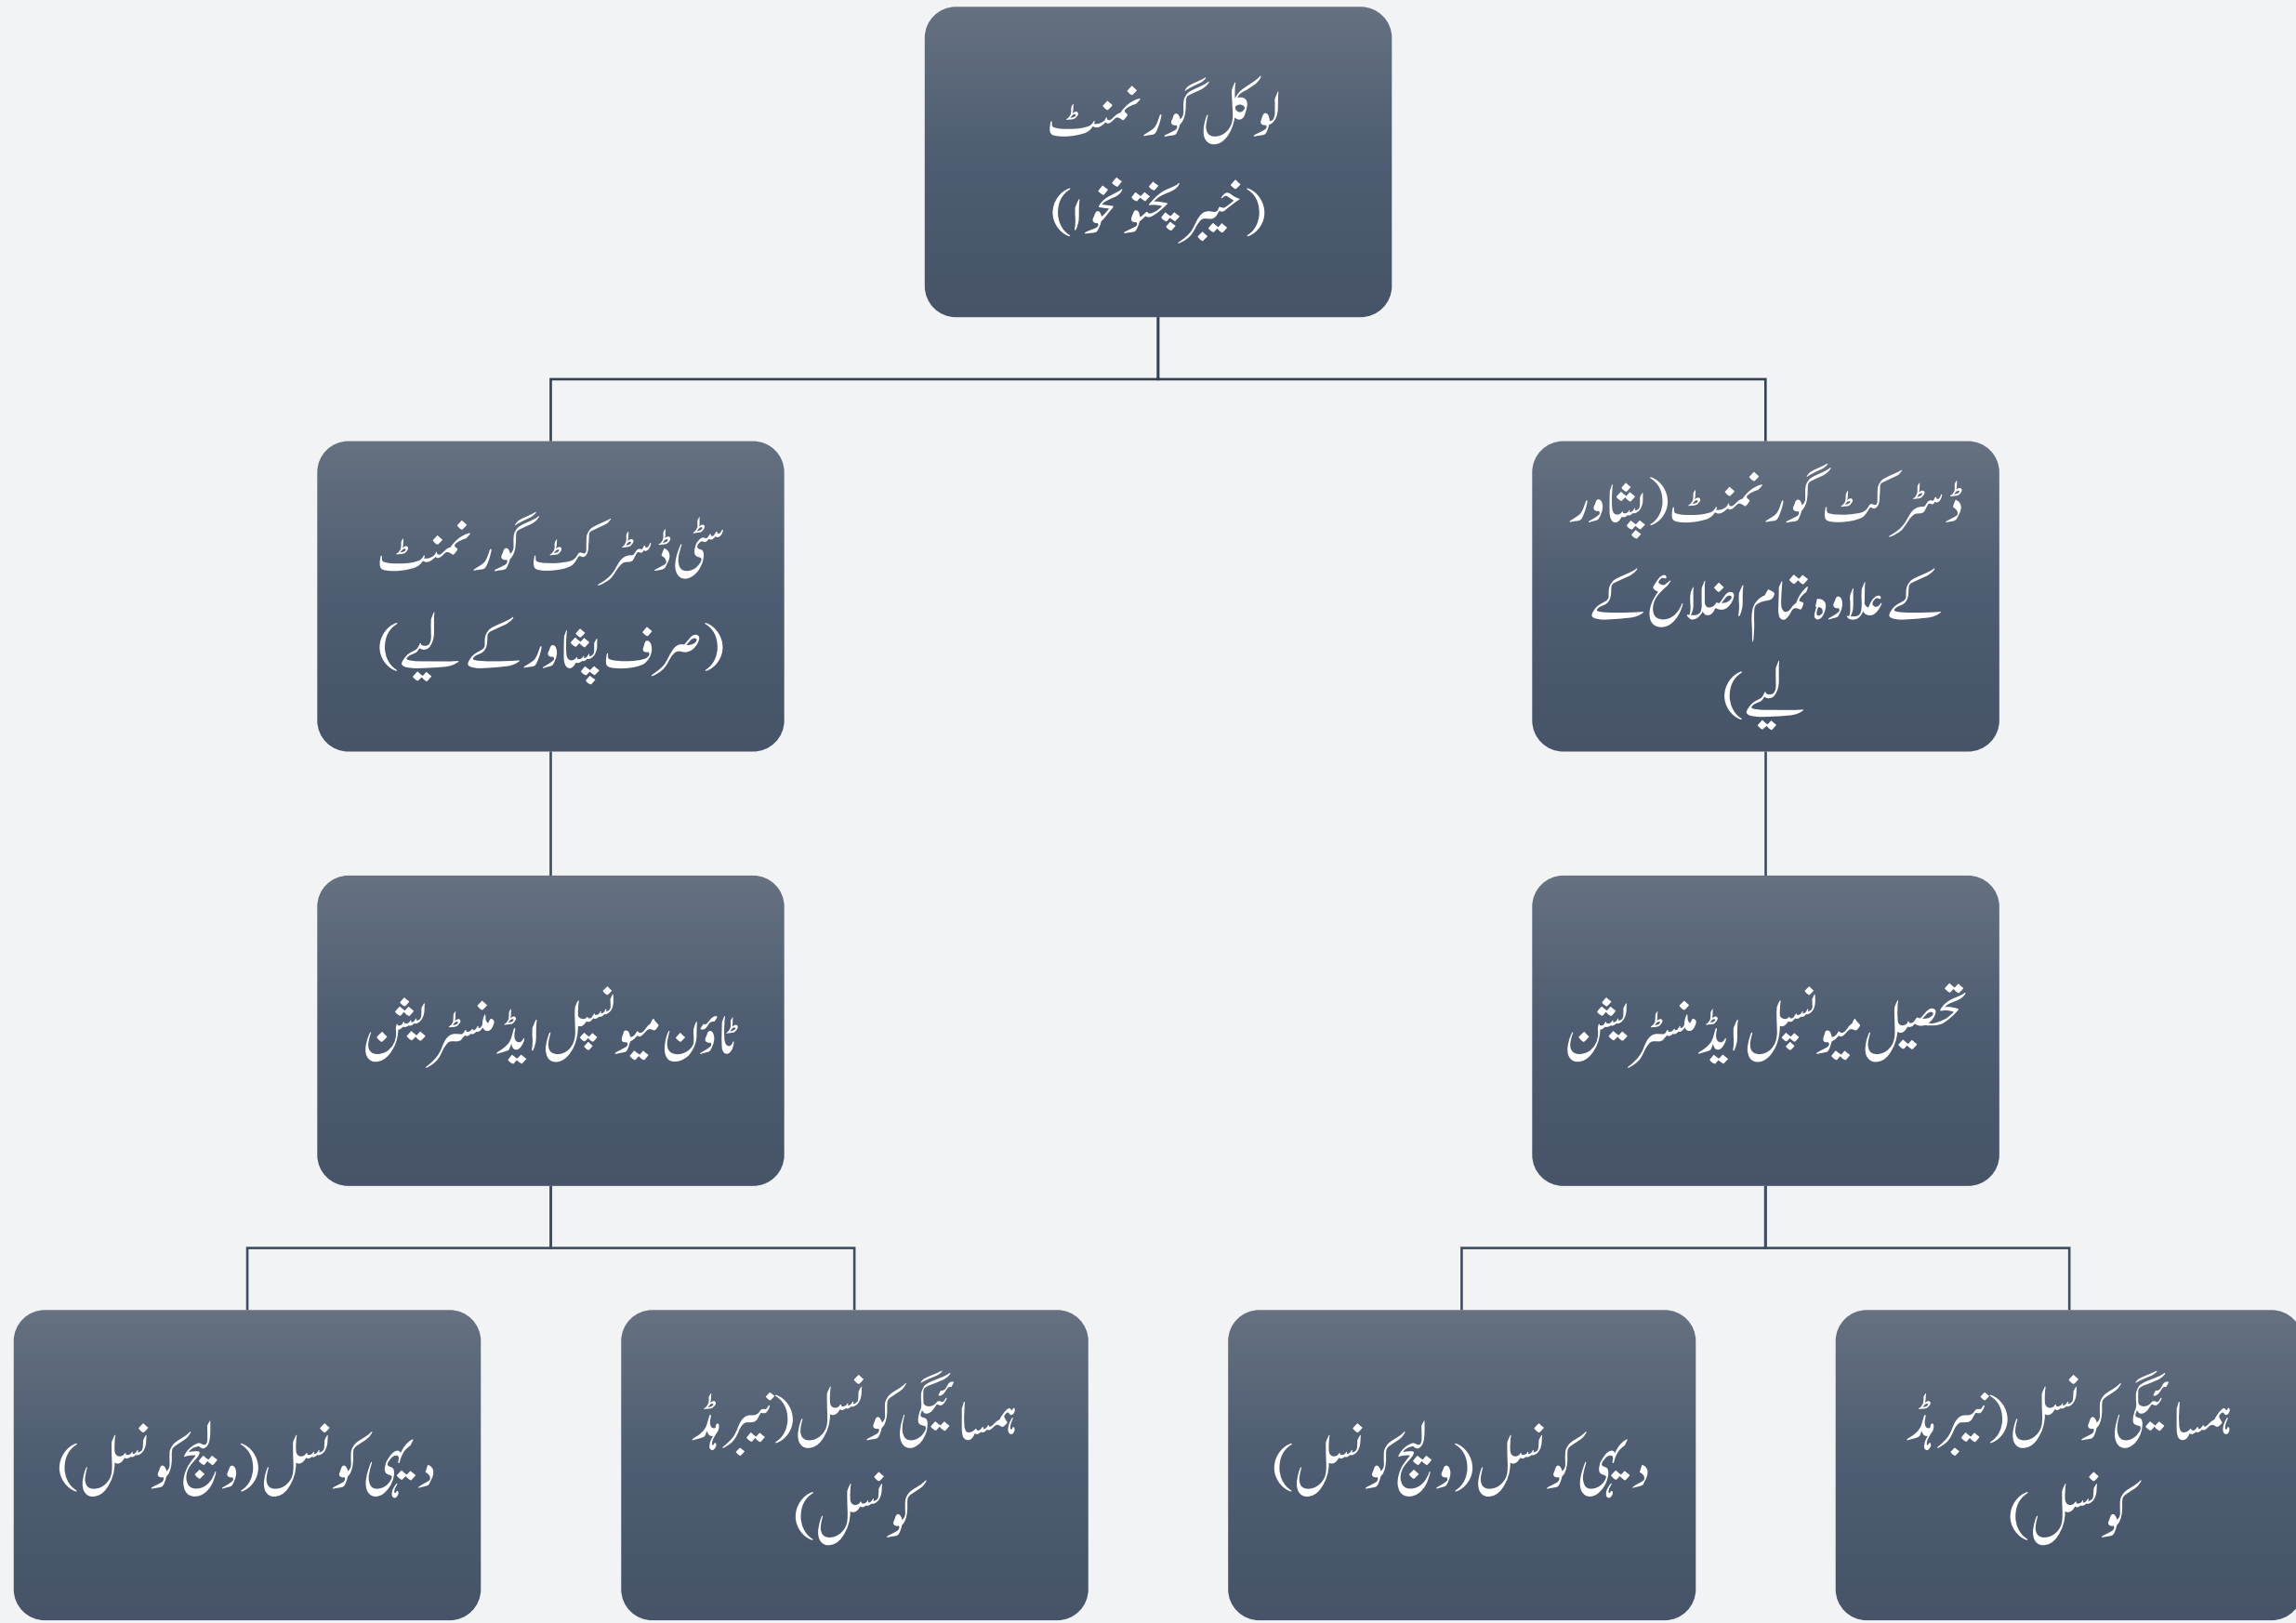 لوکل گورنمنٹ
(خیبر پختونخوا)
ڈسٹرکٹ گورنمنٹ (پشاور
کے علاوہ تمام اضلاع کے
لیے)
سٹی ڈسٹرکٹ گورنمنٹ
(صرف پشاور کے لیے)
تحصیل میونسپل ایڈمنسٹریشن
ٹاؤن میونسپل ایڈمنسٹریشن
ہمسائیگی کونسل (نیبرہڈ
کونسل)
دیہی کونسل (ویلج کونسل)
ہمسائیگی کونسل (نیبرہڈ
کونسل)
دیہی کونسل (ویلج کونسل)